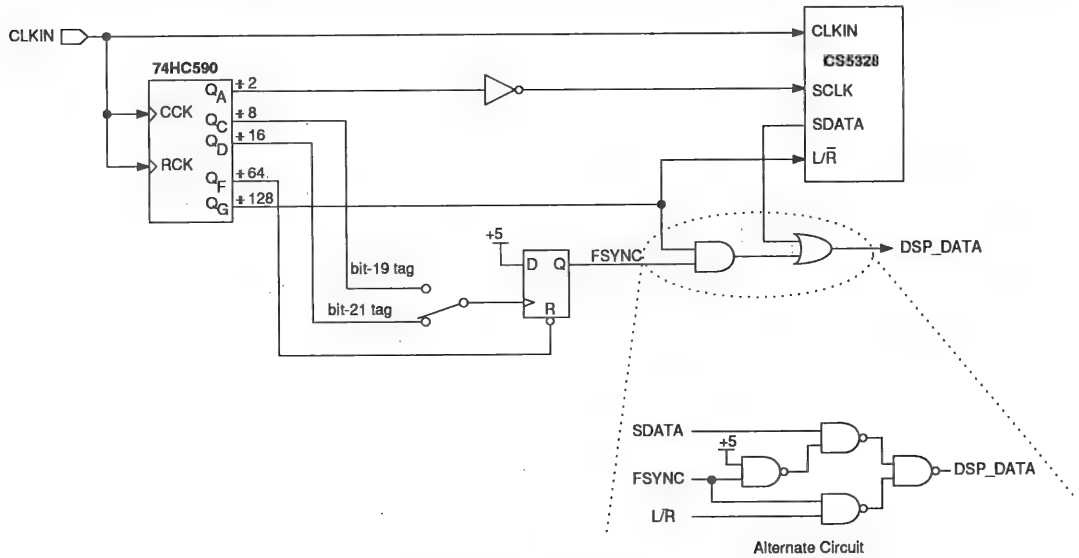 CLKIN
74HC590
CCK
RCK
QA ÷ 2
QC ÷ 8
QD ÷ 16
QF ÷ 64
QG ÷ 128
CLKIN
CS5328
SCLK
SDATA
L/R̅
+5
D Q
R
FSYNC
bit-19 tag
bit-21 tag
DSP_DATA
SDATA
+5
FSYNC
L/R̅
DSP_DATA
Alternate Circuit